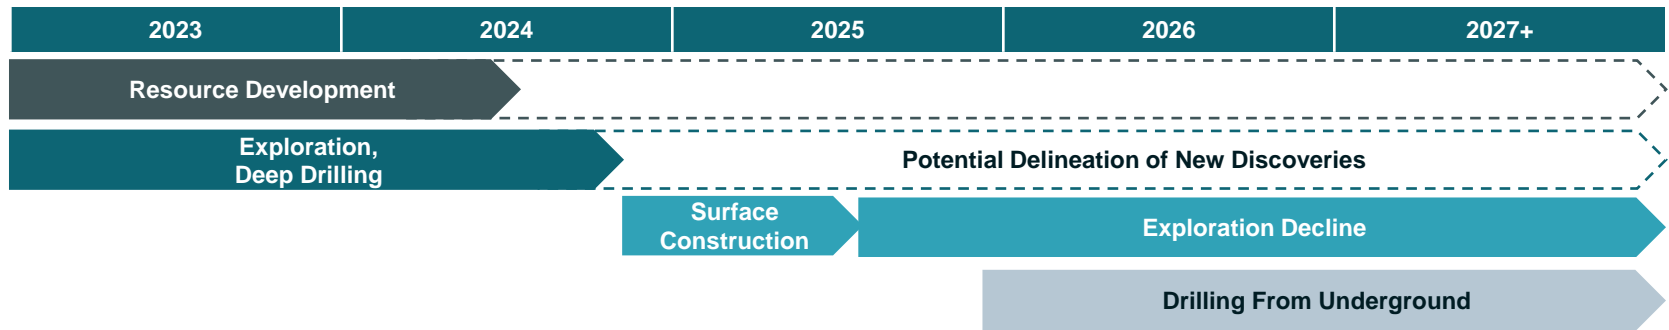 2023
2024
2025
2026
2027+
Resource Development
Exploration,
Deep Drilling
Potential Delineation of New Discoveries
Surface
Construction
Exploration Decline
Drilling From Underground